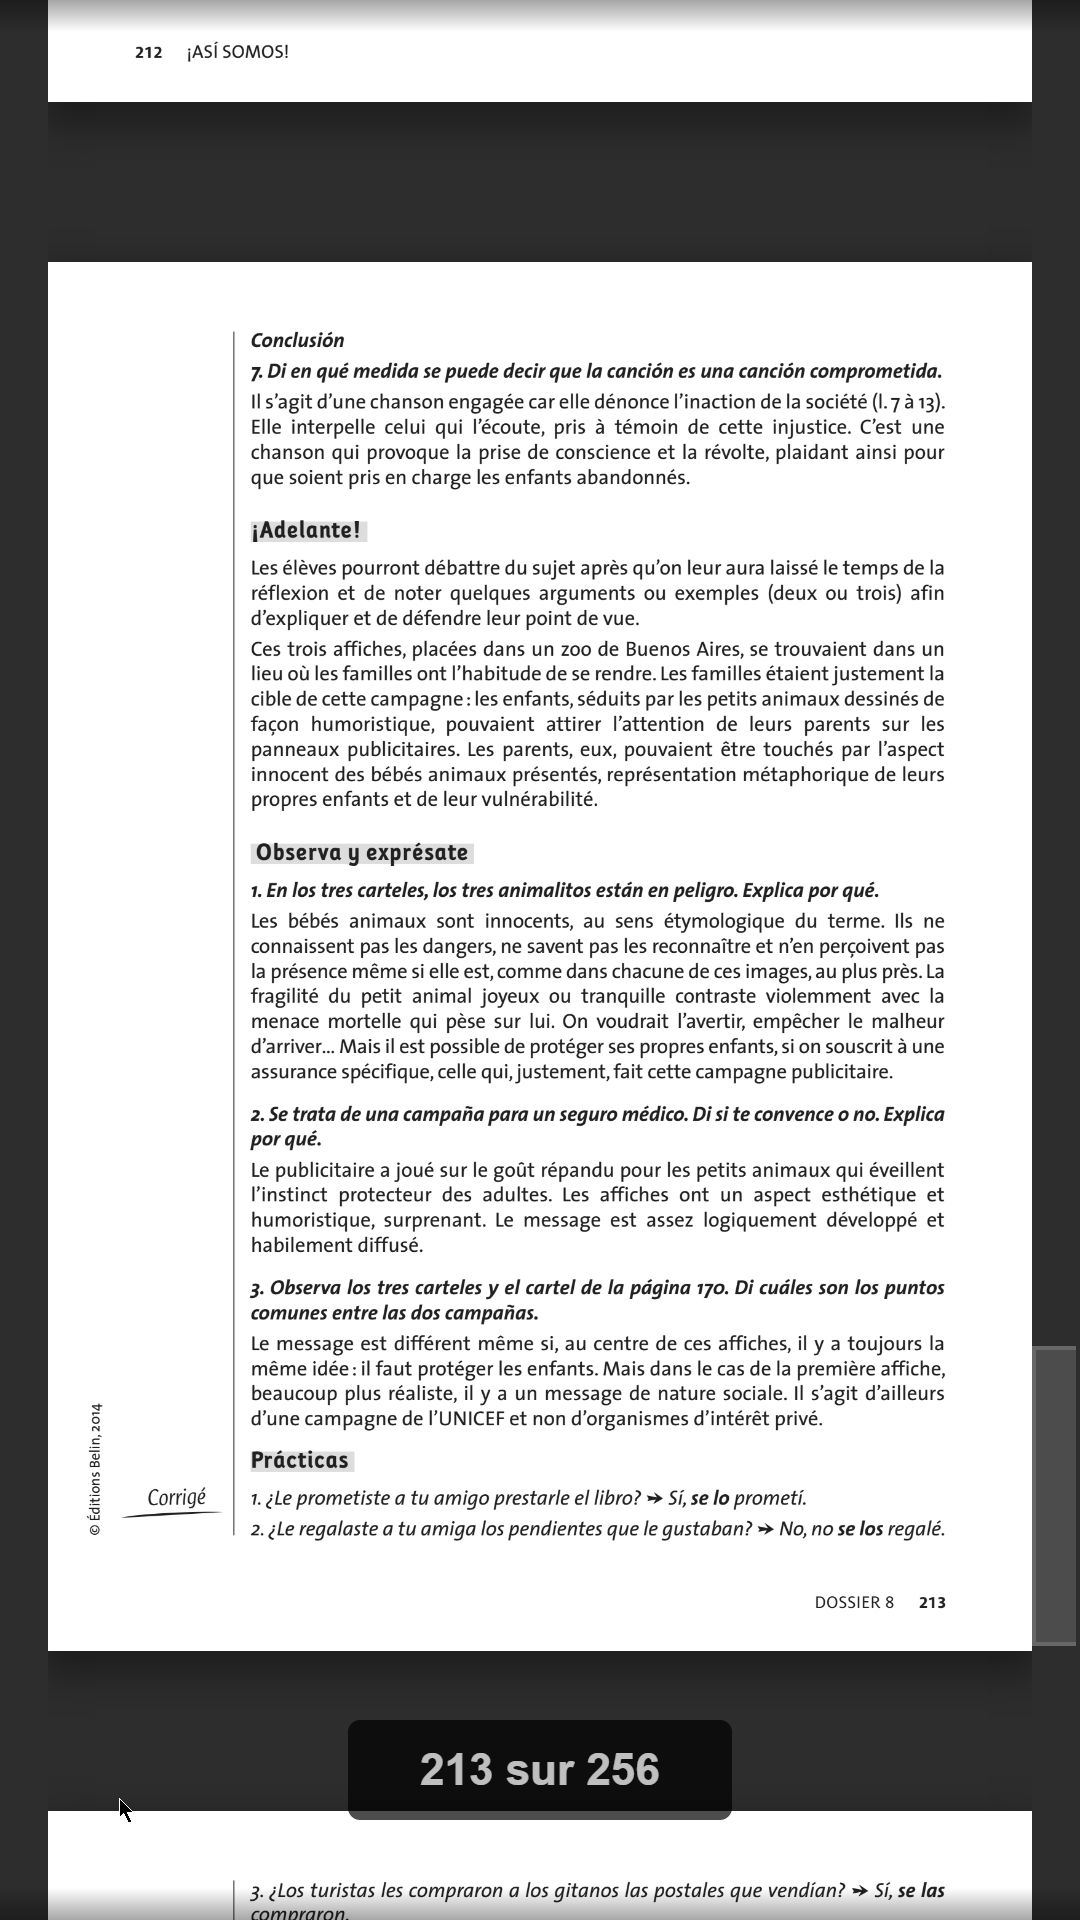 212 ¡ASÍ SOMOS!
Conclusión
7. Di en qué medida se puede decir que la canción es una canción comprometida.
Il s'agit d'une chanson engagée car elle dénonce l'inaction de la société (l. 7 à 13).
Elle interpelle celui qui l'écoute, pris à témoin de cette injustice. C'est une
chanson qui provoque la prise de conscience et la révolte, plaidant ainsi pour
que soient pris en charge les enfants abandonnés.
¡Adelante!
Les élèves pourront débattre du sujet après qu'on leur aura laissé le temps de la
réflexion et de noter quelques arguments ou exemples (deux ou trois) afin
d'expliquer et de défendre leur point de vue.
Ces trois affiches, placées dans un zoo de Buenos Aires, se trouvaient dans un
lieu où les familles ont l'habitude de se rendre. Les familles étaient justement la
cible de cette campagne : les enfants, séduits par les petits animaux dessinés de
façon humoristique, pouvaient attirer l'attention de leurs parents sur les
panneaux publicitaires. Les parents, eux, pouvaient être touchés par l'aspect
innocent des bébés animaux présentés, représentation métaphorique de leurs
propres enfants et de leur vulnérabilité.
Observa y exprésate
1. En los tres carteles, los tres animalitos están en peligro. Explica por qué.
Les bébés animaux sont innocents, au sens étymologique du terme. Ils ne
connaissent pas les dangers, ne savent pas les reconnaître et n'en perçoivent pas
la présence même si elle est, comme dans chacune de ces images, au plus près. La
fragilité du petit animal joyeux ou tranquille contraste violemment avec la
menace mortelle qui pèse sur lui. On voudrait l'avertir, empêcher le malheur
d'arriver... Mais il est possible de protéger ses propres enfants, si on souscrit à une
assurance spécifique, celle qui, justement, fait cette campagne publicitaire.
2. Se trata de una campaña para un seguro médico. Di si te convence o no. Explica
por qué.
Le publicitaire a joué sur le goût répandu pour les petits animaux qui éveillent
l'instinct protecteur des adultes. Les affiches ont un aspect esthétique et
humoristique, surprenant. Le message est assez logiquement développé et
habilement diffusé.
3. Observa los tres carteles y el cartel de la página 170. Di cuáles son los puntos
comunes entre las dos campañas.
Le message est différent même si, au centre de ces affiches, il y a toujours la
même idée : il faut protéger les enfants. Mais dans le cas de la première affiche,
beaucoup plus réaliste, il y a un message de nature sociale. Il s'agit d'ailleurs
d'une campagne de l'UNICEF et non d'organismes d'intérêt privé.
Prácticas
Corrigé
1. ¿Le prometiste a tu amigo prestarle el libro? ➔ Sí, se lo prometí.
2. ¿Le regalaste a tu amiga los pendientes que le gustaban? ➔ No, no se los regalé.
© Éditions Belin, 2014
DOSSIER 8 213
213 sur 256
3. ¿Los turistas les compraron a los gitanos las postales que vendían? ➔ Sí, se las
compraron.